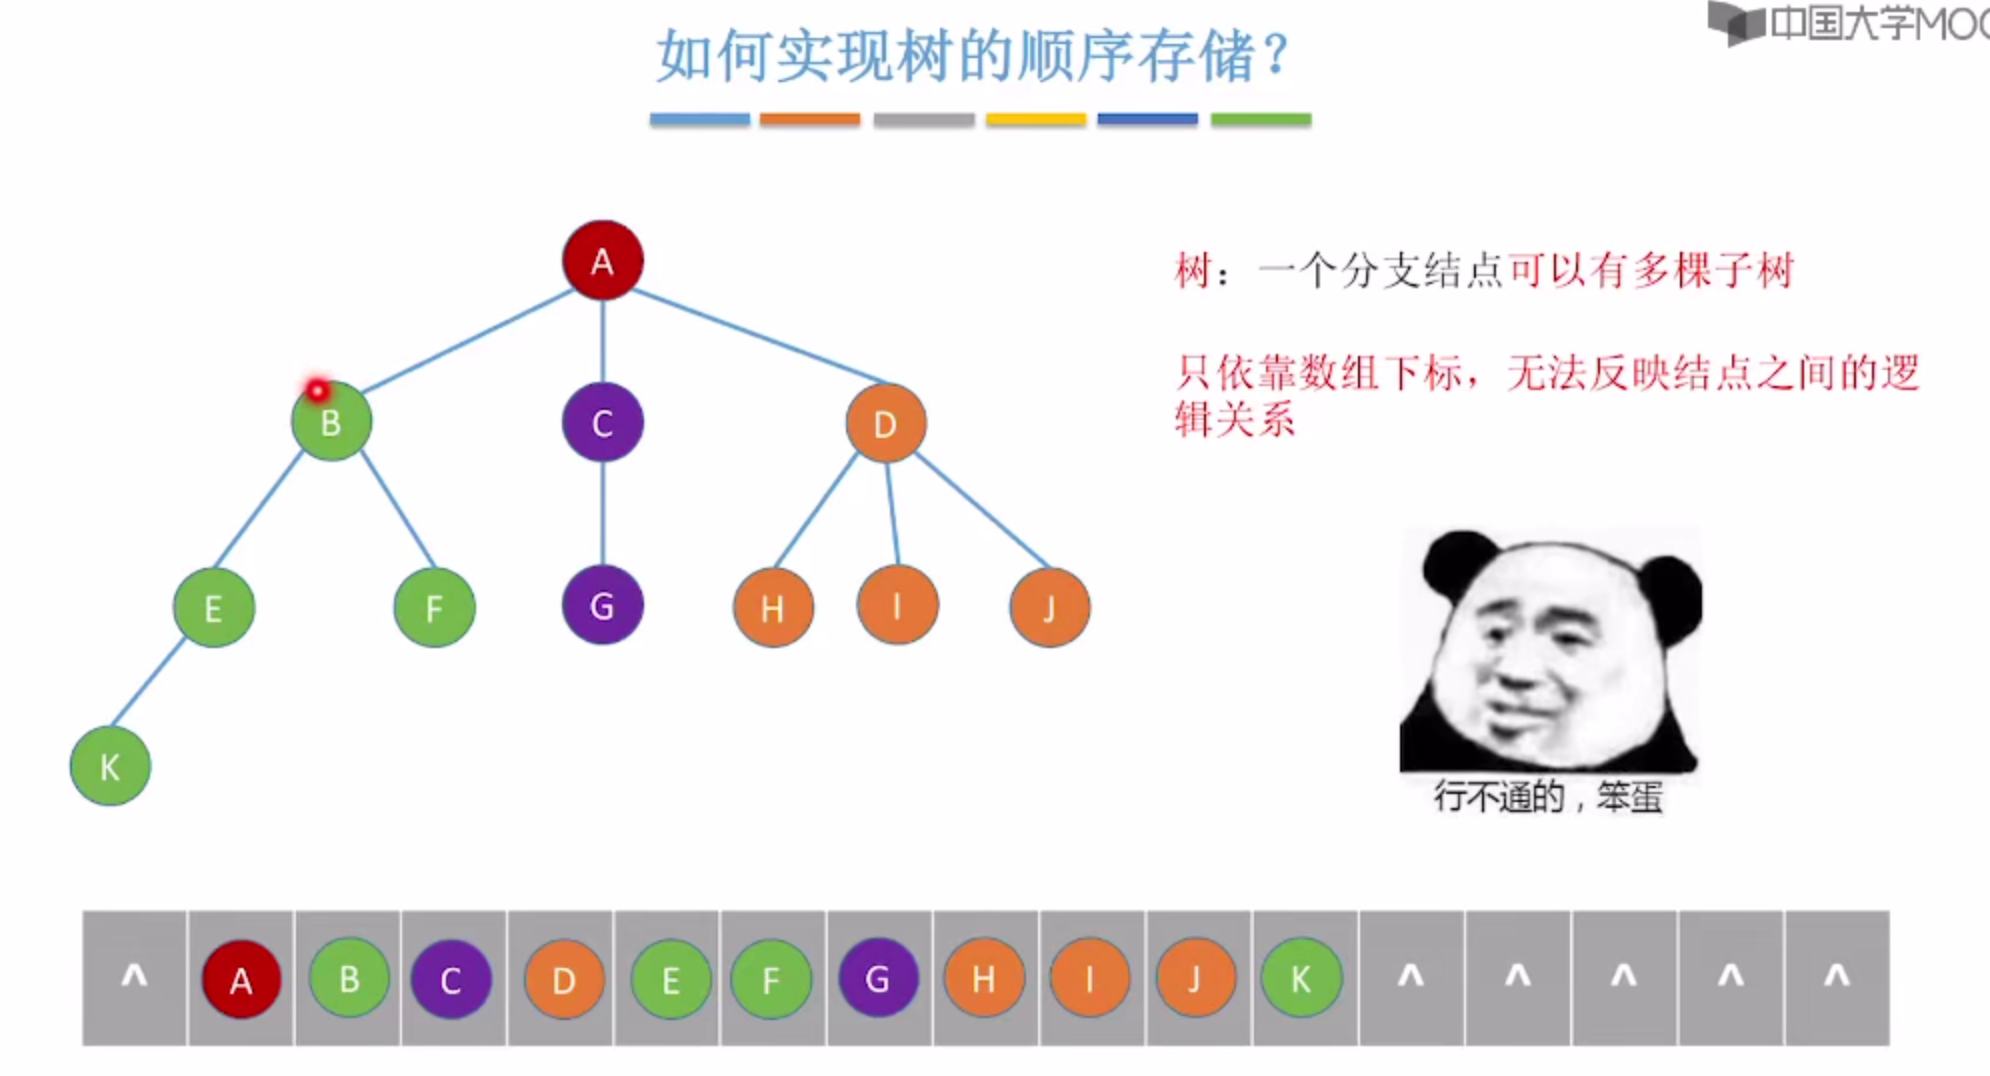 中国大学MOO
如何实现树的顺序存储？
A
树：一个分支结点可以有多棵子树
只依靠数组下标，无法反映结点之间的逻
辑关系
B C D
E F G H I J
K
行不通的，笨蛋
^ A B C D E F G H I J K ^ ^ ^ ^ ^